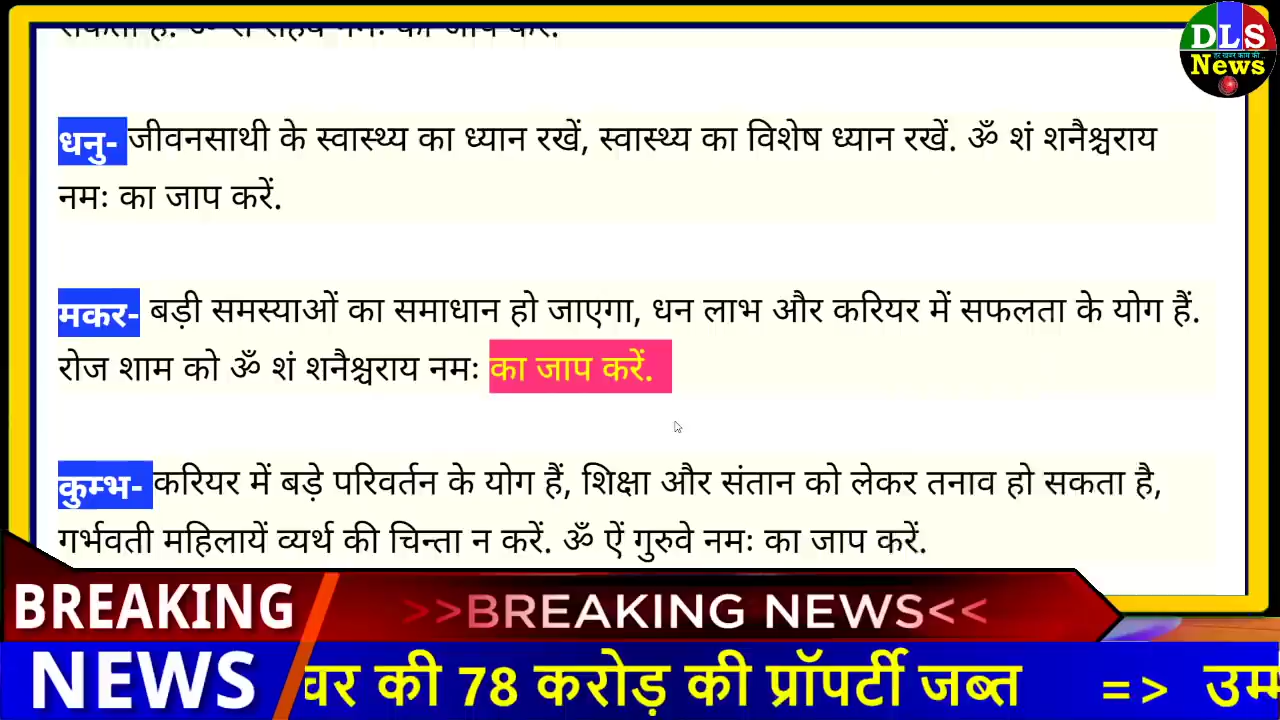 धनु- जीवनसाथी के स्वास्थ्य का ध्यान रखें, स्वास्थ्य का विशेष ध्यान रखें. ॐ शं शनैश्चराय
नमः का जाप करें.
मकर- बड़ी समस्याओं का समाधान हो जाएगा, धन लाभ और करियर में सफलता के योग हैं.
रोज शाम को ॐ शं शनैश्चराय नमः का जाप करें.
कुम्भ- करियर में बड़े परिवर्तन के योग हैं, शिक्षा और संतान को लेकर तनाव हो सकता है,
गर्भवती महिलायें व्यर्थ की चिन्ता न करें. ॐ ऐं गुरुवे नमः का जाप करें.
DLS
News
BREAKING
NEWS
>>BREAKING NEWS<<
वर की 78 करोड़ की प्रॉपर्टी जब्त => उम्